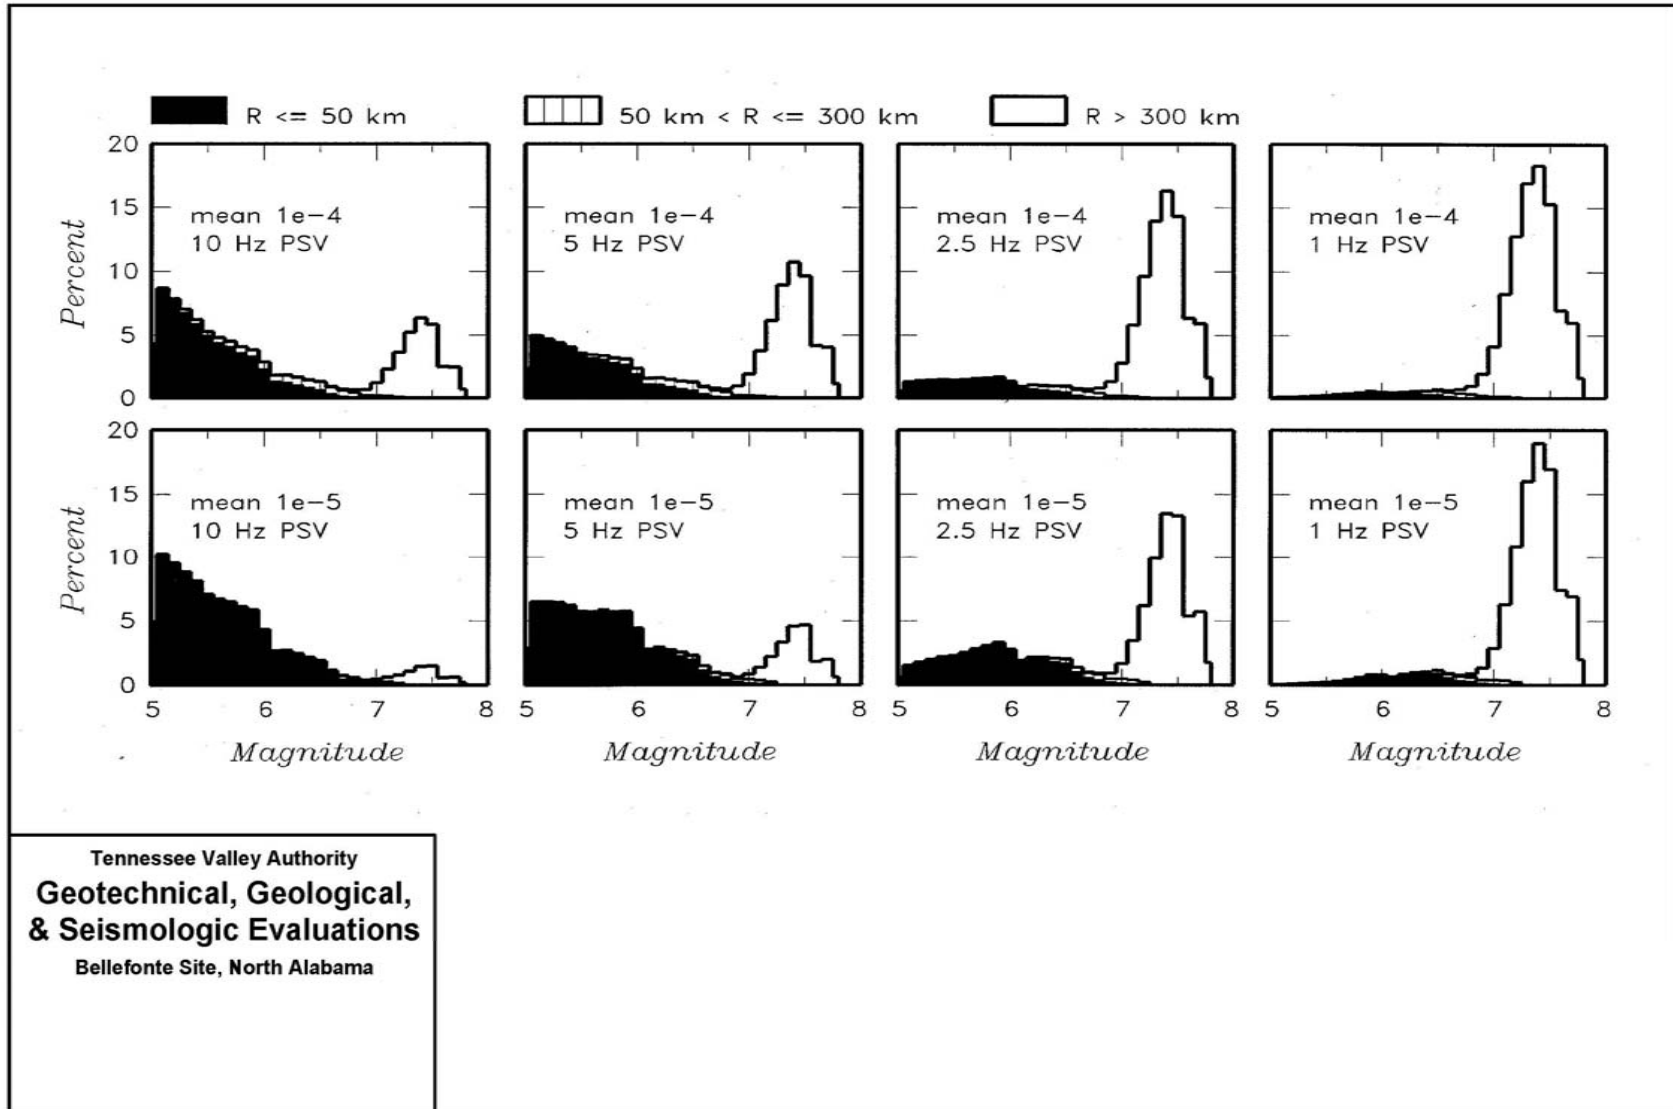 R <= 50 km
50 km < R <= 300 km
R > 300 km
20
15
10
5
0
Percent
mean 1e-4
10 Hz PSV
mean 1e-4
5 Hz PSV
mean 1e-4
2.5 Hz PSV
mean 1e-4
1 Hz PSV
20
15
10
5
0
Percent
mean 1e-5
10 Hz PSV
mean 1e-5
5 Hz PSV
mean 1e-5
2.5 Hz PSV
mean 1e-5
1 Hz PSV
5 6 7 8
5 6 7 8
5 6 7 8
5 6 7 8
Magnitude
Magnitude
Magnitude
Magnitude
Tennessee Valley Authority
Geotechnical, Geological,
& Seismologic Evaluations
Bellefonte Site, North Alabama